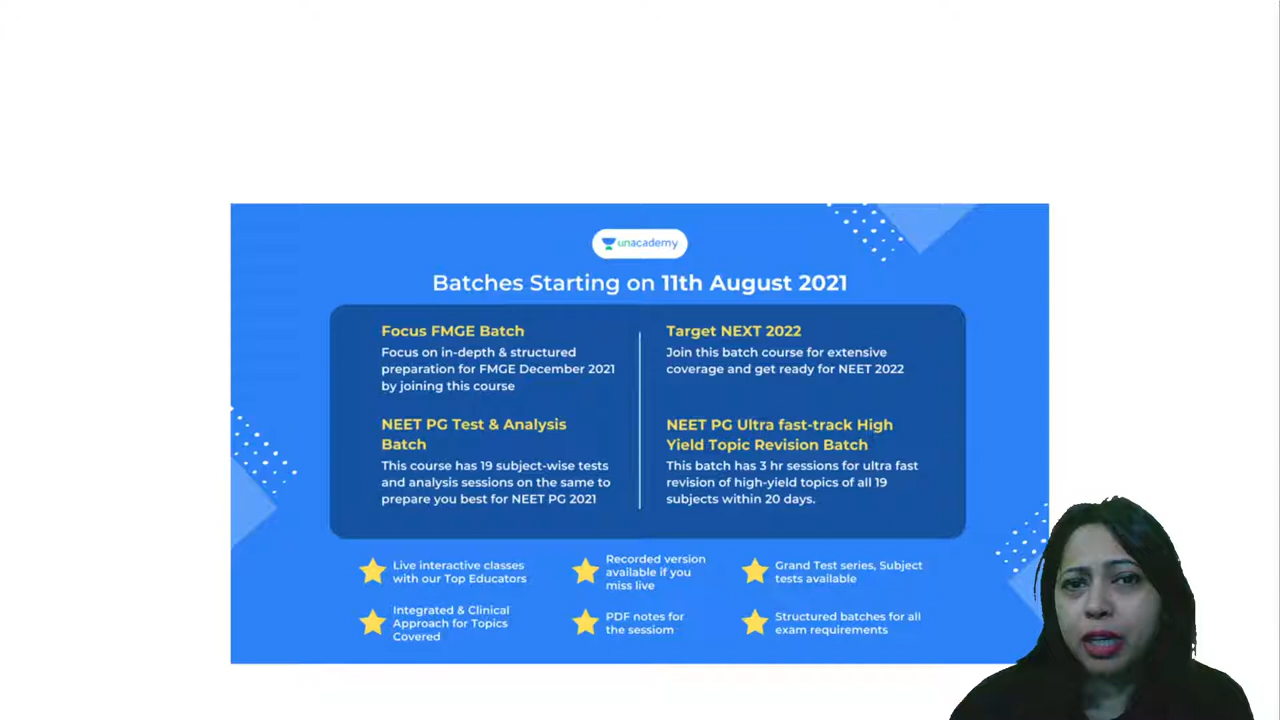 unacademy
Batches Starting on 11th August 2021
Focus FMGE Batch
Focus on in-depth & structured
preparation for FMGE December 2021
by joining this course
Target NEXT 2022
Join this batch course for extensive
coverage and get ready for NEET 2022
NEET PG Test & Analysis
Batch
This course has 19 subject-wise tests
and analysis sessions on the same to
prepare you best for NEET PG 2021
NEET PG Ultra fast-track High
Yield Topic Revision Batch
This batch has 3 hr sessions for ultra fast
revision of high-yield topics of all 19
subjects within 20 days.
Live interactive classes
with our Top Educators
Recorded version
available if you
miss live
Grand Test series, Subject
tests available
Integrated & Clinical
Approach for Topics
Covered
PDF notes for
the sessiom
Structured batches for all
exam requirements